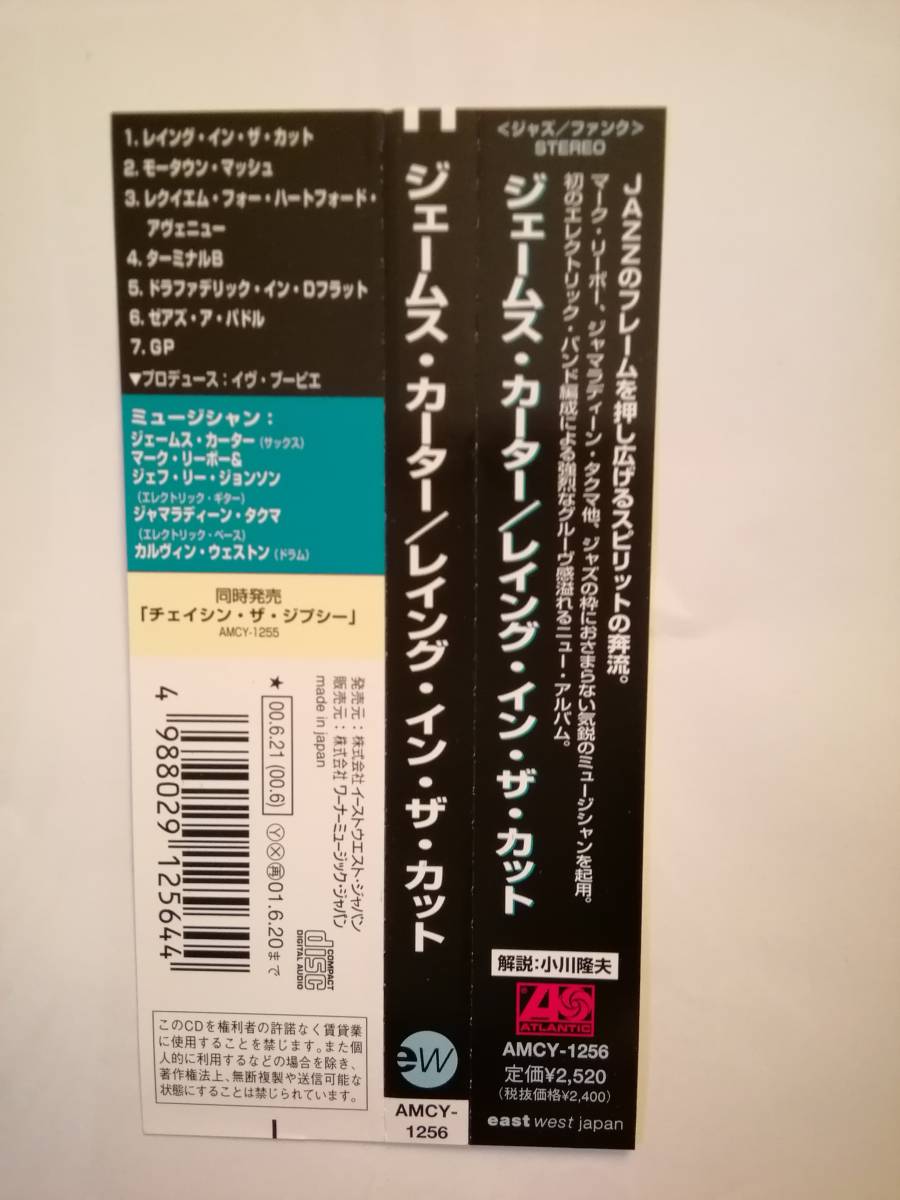 1. レイング・イン・ザ・カット
2. モータウン・マッシュ
3. レクイエム・フォー・ハートフォード・
アヴェニュー
4. ターミナルB
5. ドラファデリック・イン・Dフラット
6. ゼアズ・ア・パドル
7. GP
▼プロデュース：イヴ・ブービエ
ミュージシャン：
ジェームス・カーター（サックス）
マーク・リーボー&
ジェフ・リー・ジョンソン
（エレクトリック・ギター）
ジャマラディーン・タクマ
（エレクトリック・ベース）
カルヴィン・ウェストン（ドラム）
同時発売
「チェイシン・ザ・ジプシー」
AMCY-1255
発売元：株式会社 イーストウエスト・ジャパン
販売元：株式会社 ワーナーミュージック・ジャパン
made in japan
★ 00.6.21 (00.6) Ⓨ Ⓧ 再 01.6.20まで
4 988029 125644
COMPACT
disc
DIGITAL AUDIO
このCDを権利者の許諾なく賃貸業
に使用することを禁じます。また個
人的に利用するなどの場合を除き、
著作権法上、無断複製や送信可能な
状態にすることは禁じられています。
ジェームス・カーター/レイング・イン・ザ・カット
ew
AMCY-
1256
<ジャズ/ファンク>
STEREO
JAZZのフレームを押し広げるスピリットの奔流。
マーク・リーボー、ジャマラディーン・タクマ他、ジャズの枠におさまらない気鋭のミュージシャンを起用。
初のエレクトリック・バンド編成による強烈なグルーヴ感溢れるニュー・アルバム。
ジェームス・カーター/レイング・イン・ザ・カット
解説：小川隆夫
ATLANTIC
AMCY-1256
定価¥2,520
（税抜価格¥2,400）
east west japan